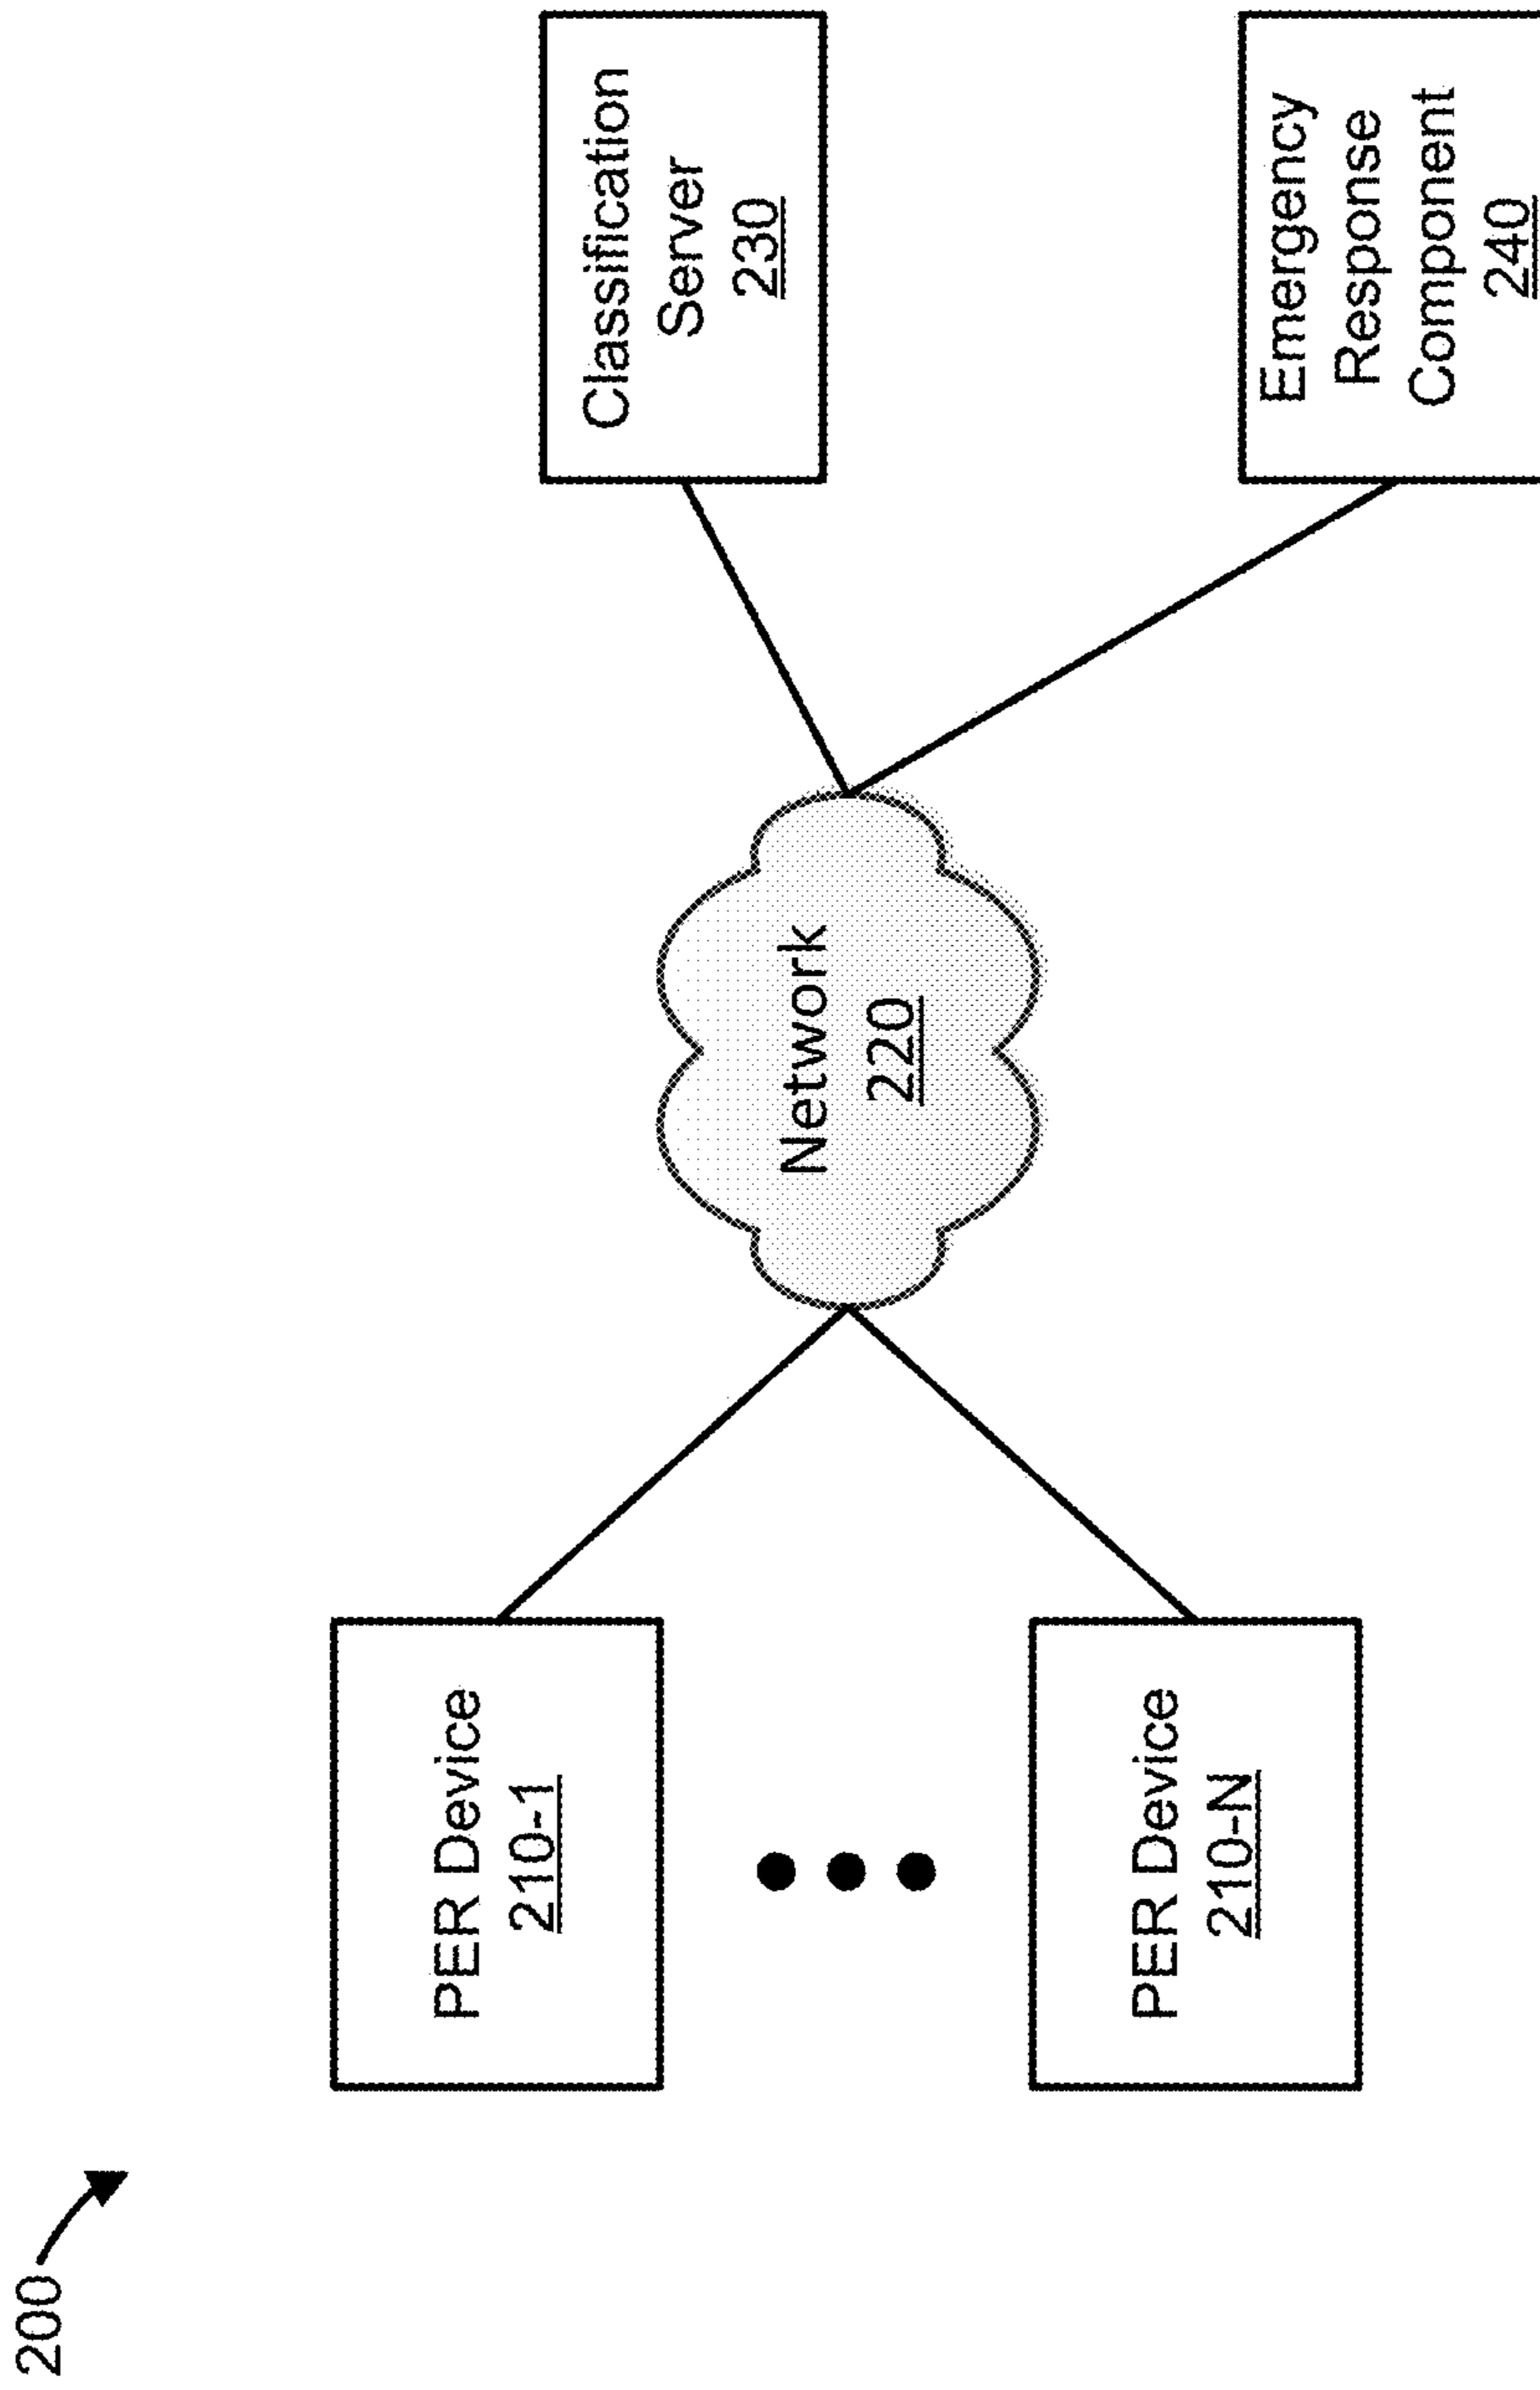 200
PER Device
210-1
PER Device
210-N
Network
220
Classification
Server
230
Emergency
Response
Component
240